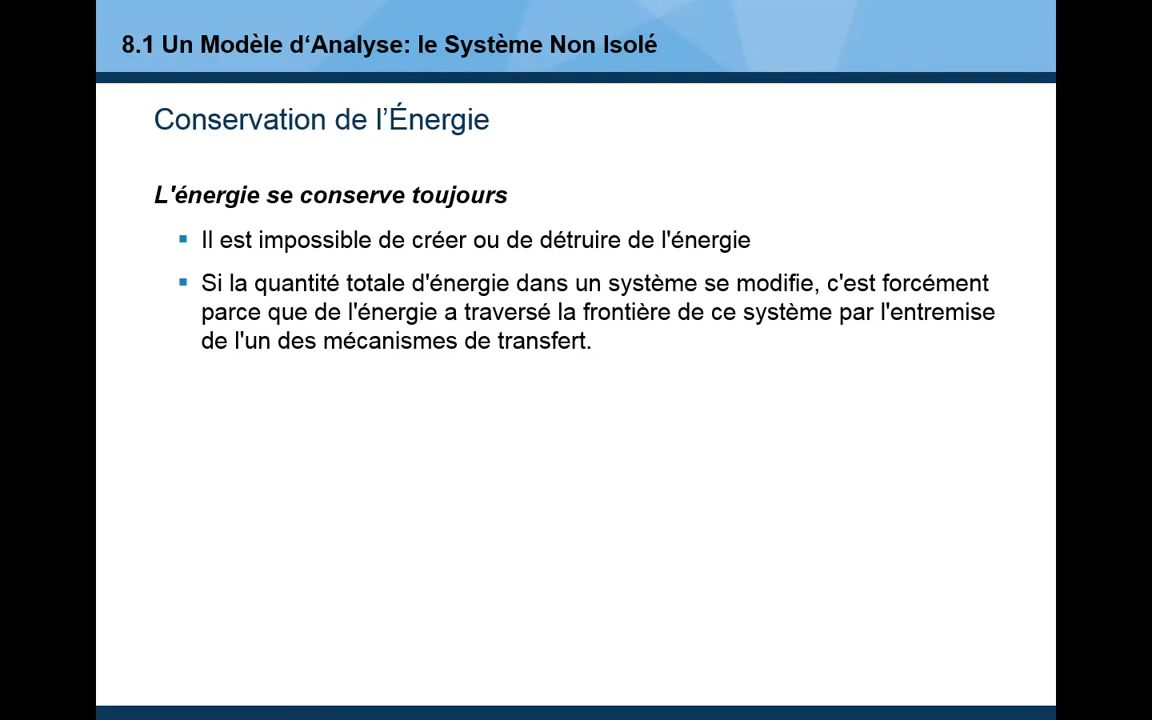 8.1 Un Modèle d‘Analyse: le Système Non Isolé
Conservation de l’Énergie
L'énergie se conserve toujours
▪ Il est impossible de créer ou de détruire de l'énergie
▪ Si la quantité totale d'énergie dans un système se modifie, c'est forcément
parce que de l'énergie a traversé la frontière de ce système par l'entremise
de l'un des mécanismes de transfert.